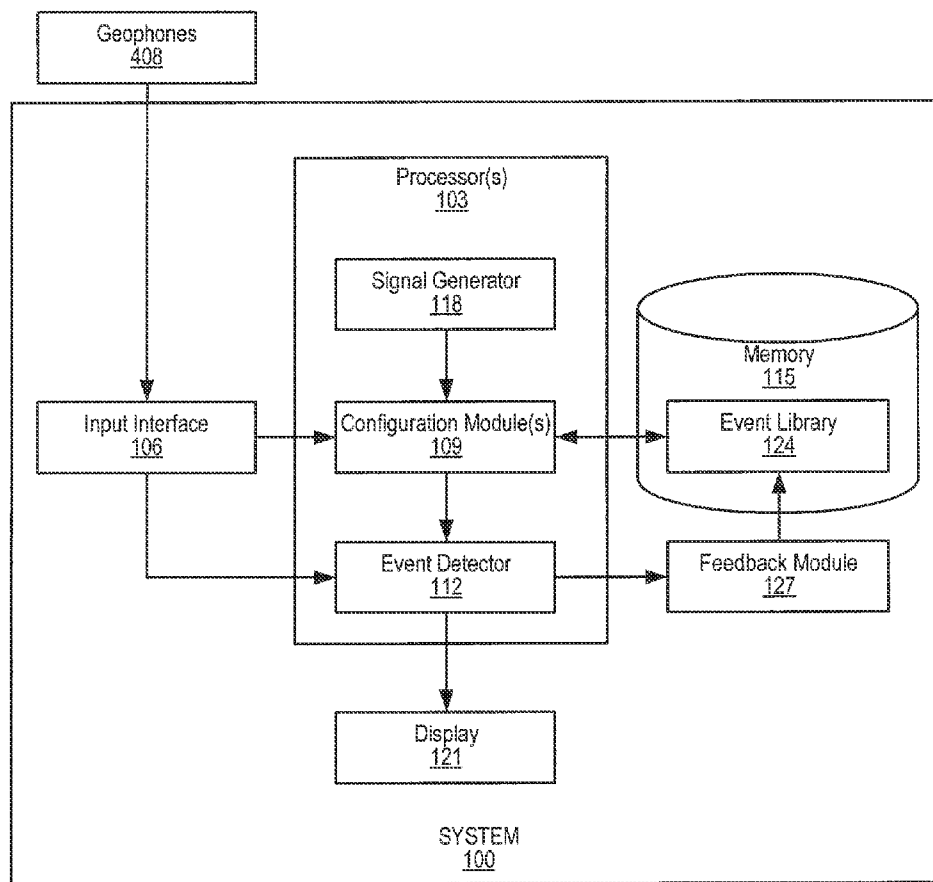 Geophones
408
Processor(s)
103
Signal Generator
118
Memory
115
Input Interface
106
Configuration Module(s)
109
Event Library
124
Event Detector
112
Feedback Module
127
Display
121
SYSTEM
100